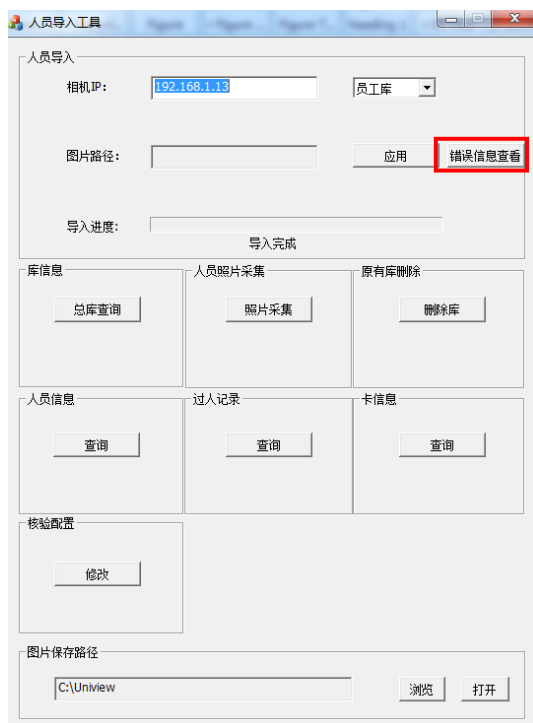 人员导入工具
人员导入
相机IP: 192.168.1.13 员工库
图片路径: 应用 错误信息查看
导入进度:
导入完成
库信息 人员照片采集 原有库删除
总库查询 照片采集 删除库
人员信息 过人记录 卡信息
查询 查询 查询
核验配置
修改
图片保存路径
C:\Uniview 浏览 打开